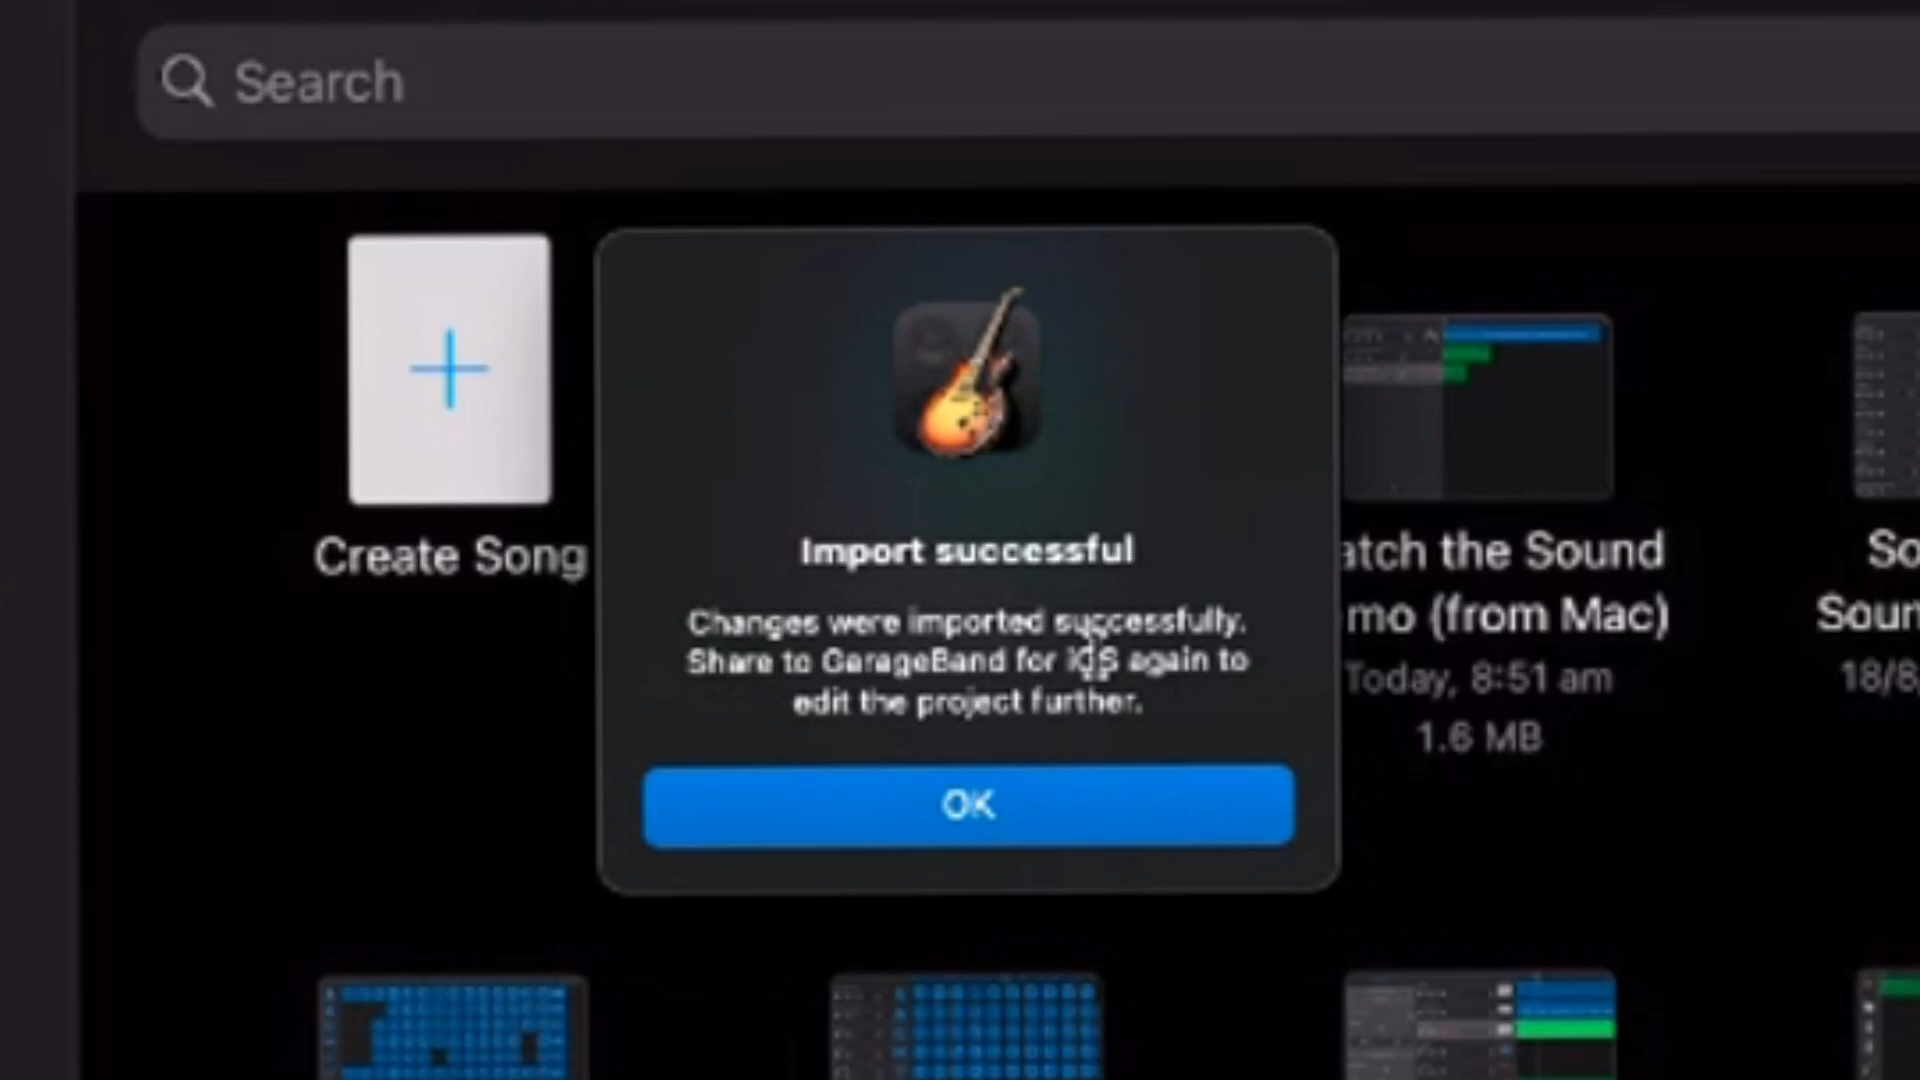 Search
Create Song
Import successful
Changes were imported successfully.
Share to GarageBand for iOS again to
edit the project further.
OK
atch the Sound
mo (from Mac)
Today, 8:51 am
1.6 MB
So
Soun
18/8